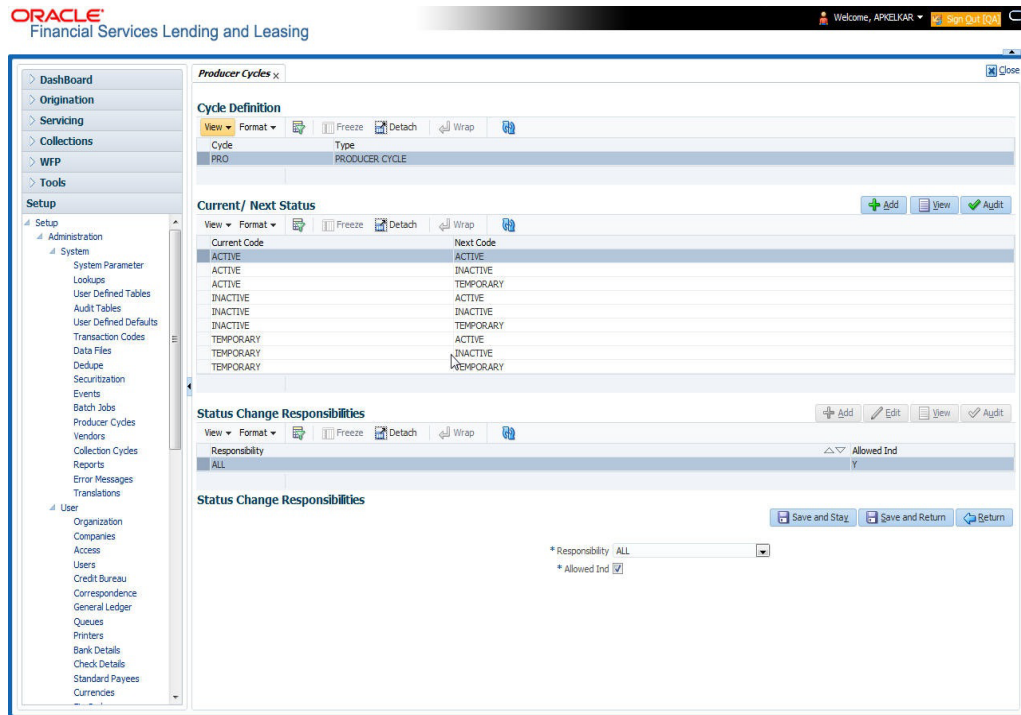 ORACLE
Financial Services Lending and Leasing
Welcome, APKELKAR
Sign Out [QA]
DashBoard
Origination
Servicing
Collections
WFP
Tools
Setup
Setup
Administration
System
System Parameter
Lookups
User Defined Tables
Audit Tables
User Defined Defaults
Transaction Codes
Data Files
Dedupe
Securitization
Events
Batch Jobs
Producer Cycles
Vendors
Collection Cycles
Reports
Error Messages
Translations
User
Organization
Companies
Access
Users
Credit Bureau
Correspondence
General Ledger
Queues
Printers
Bank Details
Check Details
Standard Payees
Currencies
Producer Cycles
Close
Cycle Definition
View Format Freeze Detach Wrap
Cycle Type
PRO PRODUCER CYCLE
Current/ Next Status
Add View Audit
View Format Freeze Detach Wrap
Current Code Next Code
ACTIVE ACTIVE
ACTIVE INACTIVE
ACTIVE TEMPORARY
INACTIVE ACTIVE
INACTIVE INACTIVE
INACTIVE TEMPORARY
TEMPORARY ACTIVE
TEMPORARY INACTIVE
TEMPORARY TEMPORARY
Status Change Responsibilities
Add Edit View Audit
View Format Freeze Detach Wrap
Responsibility Allowed Ind
ALL Y
Status Change Responsibilities
Save and Stay Save and Return Return
* Responsibility ALL
* Allowed Ind